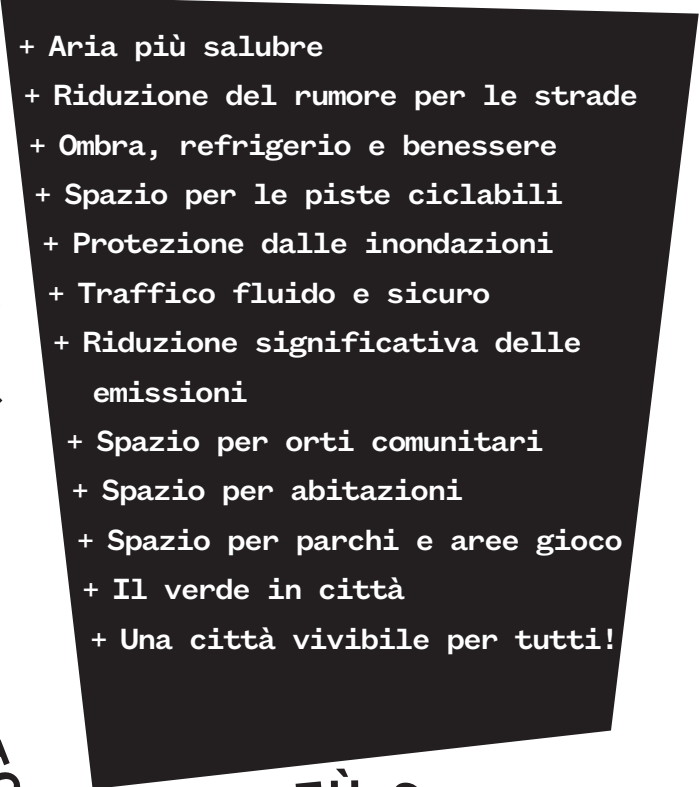 + Aria più salubre
+ Riduzione del rumore per le strade
+ Ombra, refrigerio e benessere
+ Spazio per le piste ciclabili
+ Protezione dalle inondazioni
+ Traffico fluido e sicuro
+ Riduzione significativa delle
emissioni
+ Spazio per orti comunitari
+ Spazio per abitazioni
+ Spazio per parchi e aree gioco
+ Il verde in città
+ Una città vivibile per tutti!